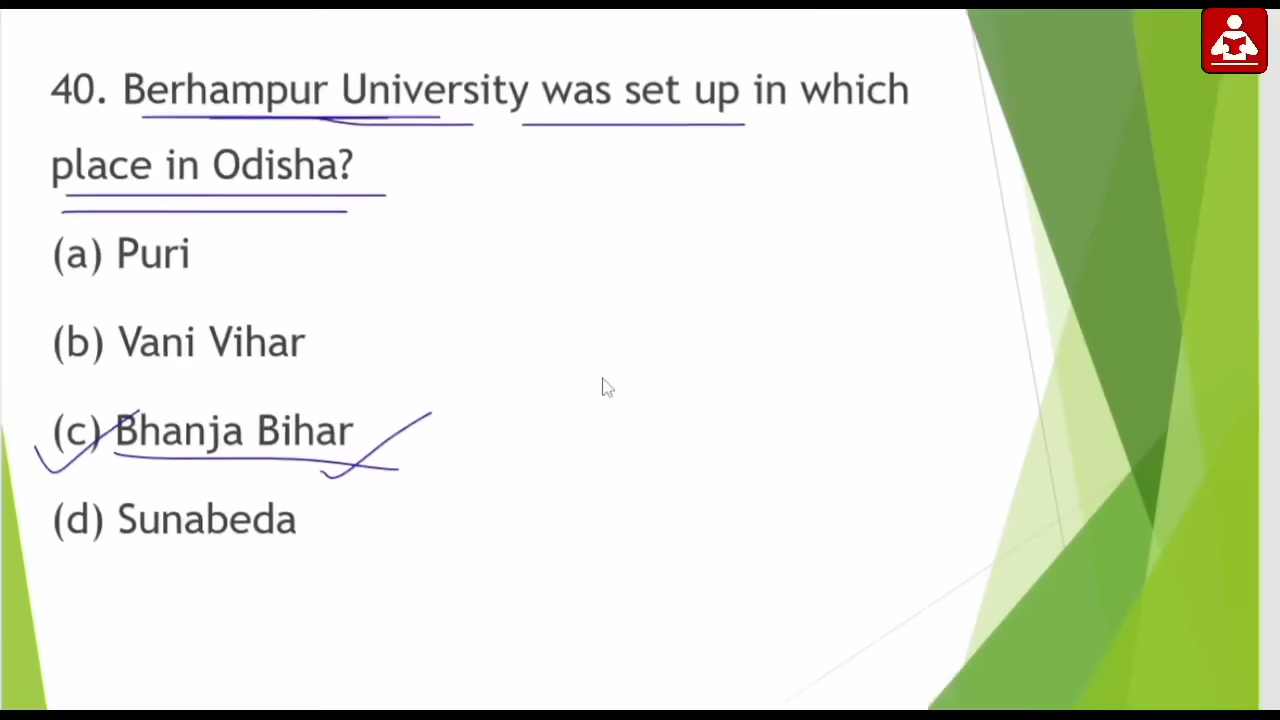 40. Berhampur University was set up in which
place in Odisha?
(a) Puri
(b) Vani Vihar
(c) Bhanja Bihar
(d) Sunabeda